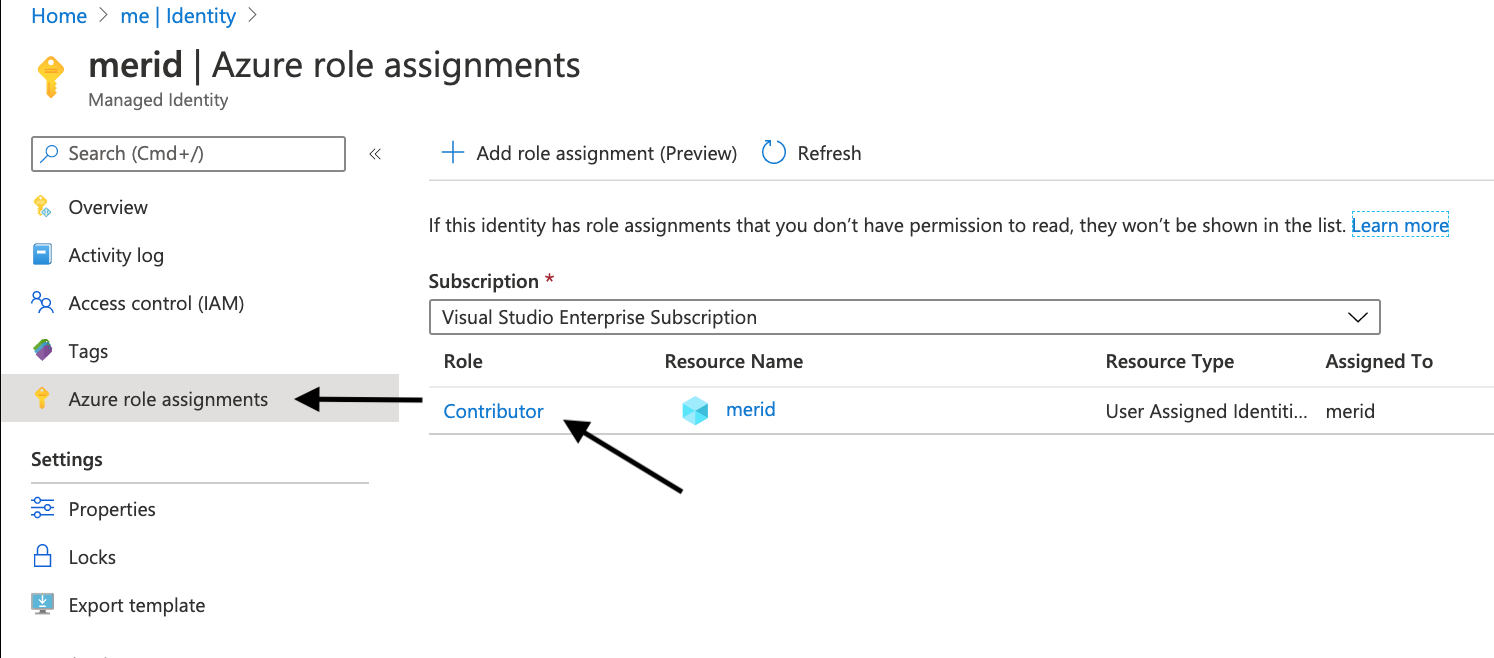 Home > me | Identity >
merid | Azure role assignments
Managed Identity
Search (Cmd+/)
«
Overview
Activity log
Access control (IAM)
Tags
Azure role assignments
Settings
Properties
Locks
Export template
Add role assignment (Preview)
Refresh
If this identity has role assignments that you don’t have permission to read, they won’t be shown in the list. Learn more
Subscription *
Visual Studio Enterprise Subscription
Role Resource Name Resource Type Assigned To
Contributor merid User Assigned Identiti... merid